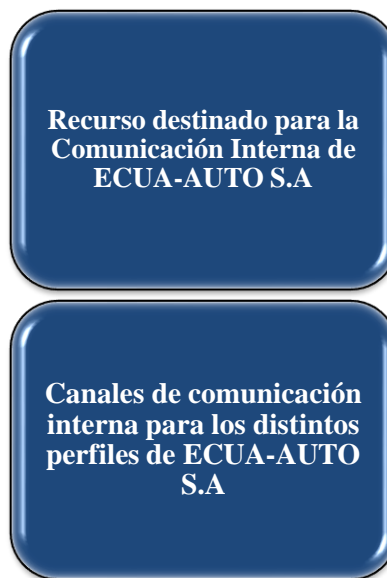 Recurso destinado para la
Comunicación Interna de
ECUA-AUTO S.A
Canales de comunicación
interna para los distintos
perfiles de ECUA-AUTO
S.A